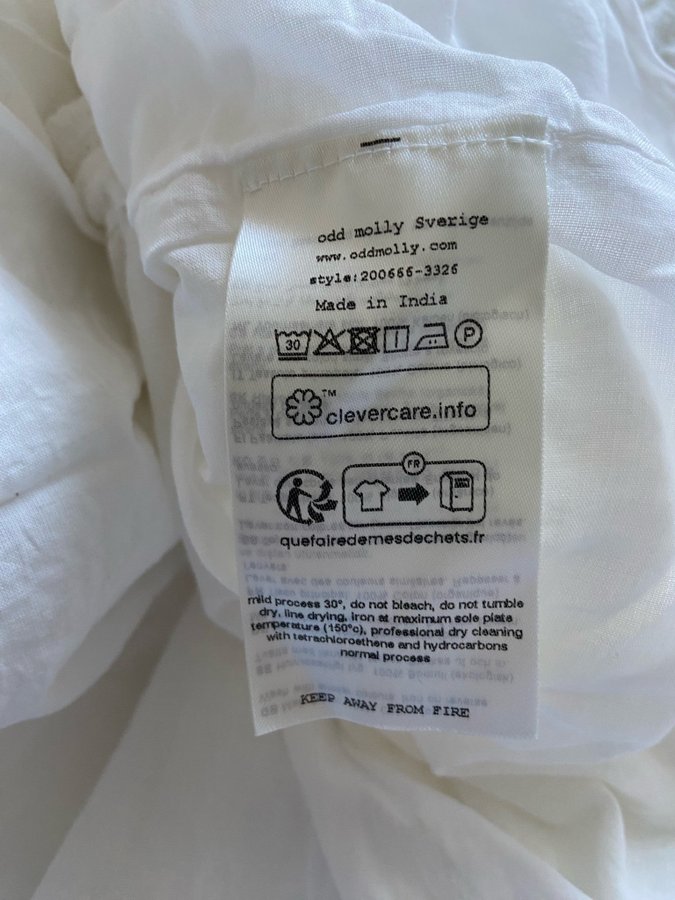 odd molly Sverige
www.oddmolly.com
style:200666-3326
Made in India
30 P
TM
clevercare.info
FR
quefairedemesdechets.fr
mild process 30°, do not bleach, do not tumble
dry, line drying, iron at maximum sole plate
temperature (150°c), professional dry cleaning
with tetrachloroethene and hydrocarbons
normal process
KEEP AWAY FROM FIRE